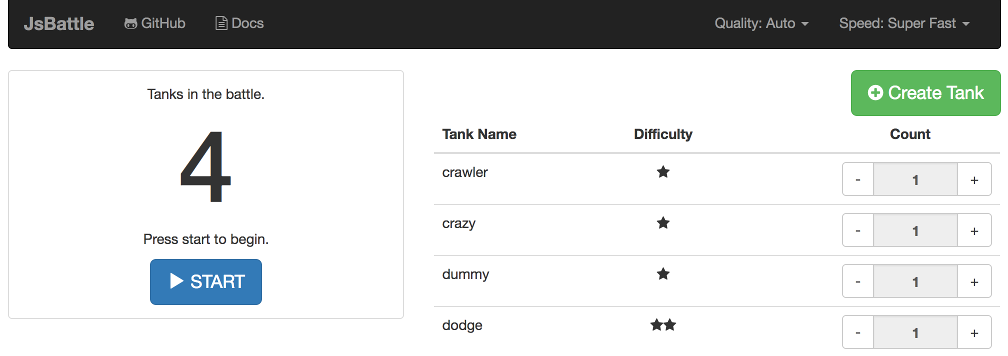 JsBattle GitHub Docs Quality: Auto Speed: Super Fast
Tanks in the battle.
4
Press start to begin.
START
Create Tank
Tank Name Difficulty Count
crawler - 1 +
crazy - 1 +
dummy - 1 +
dodge - 1 +